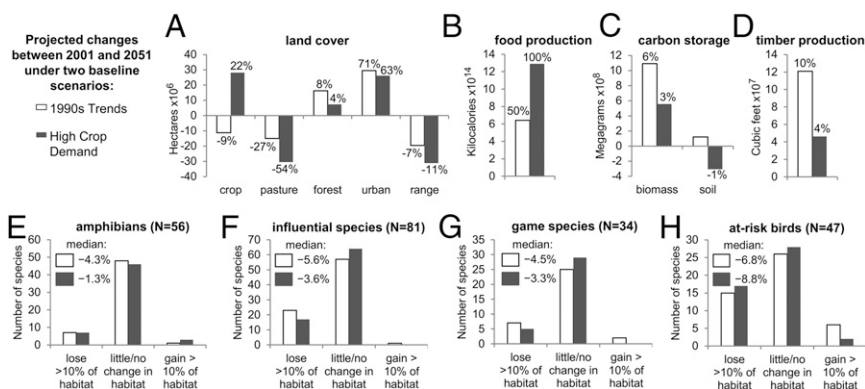 Projected changes
between 2001 and 2051
under two baseline
scenarios:
1990s Trends
High Crop
Demand
A
land cover
Hectares x10⁶
40
30
20
10
0
-10
-20
-30
-40
-9%
22%
-27%
-54%
8%
4%
71%
63%
-7%
-11%
crop
pasture
forest
urban
range
B
food production
Kilocalories x10¹⁴
14
12
10
8
6
4
2
0
50%
100%
C
carbon storage
Megagrams x10⁸
12
10
8
6
4
2
0
-2
-4
6%
3%
-1%
biomass
soil
D
timber production
Cubic feet x10⁷
14
12
10
8
6
4
2
0
10%
4%
E
amphibians (N=56)
Number of species
60
50
40
30
20
10
0
median:
−4.3%
−1.3%
lose
>10% of
habitat
little/no
change in
habitat
gain >
10% of
habitat
F
influential species (N=81)
Number of species
70
60
50
40
30
20
10
0
median:
−5.6%
−3.6%
lose
>10% of
habitat
little/no
change in
habitat
gain >
10% of
habitat
G
game species (N=34)
Number of species
35
30
25
20
15
10
5
0
median:
−4.5%
−3.3%
lose
>10% of
habitat
little/no
change in
habitat
gain >
10% of
habitat
H
at-risk birds (N=47)
Number of species
30
25
20
15
10
5
0
median:
−6.8%
−8.8%
lose
>10% of
habitat
little/no
change in
habitat
gain >
10% of
habitat